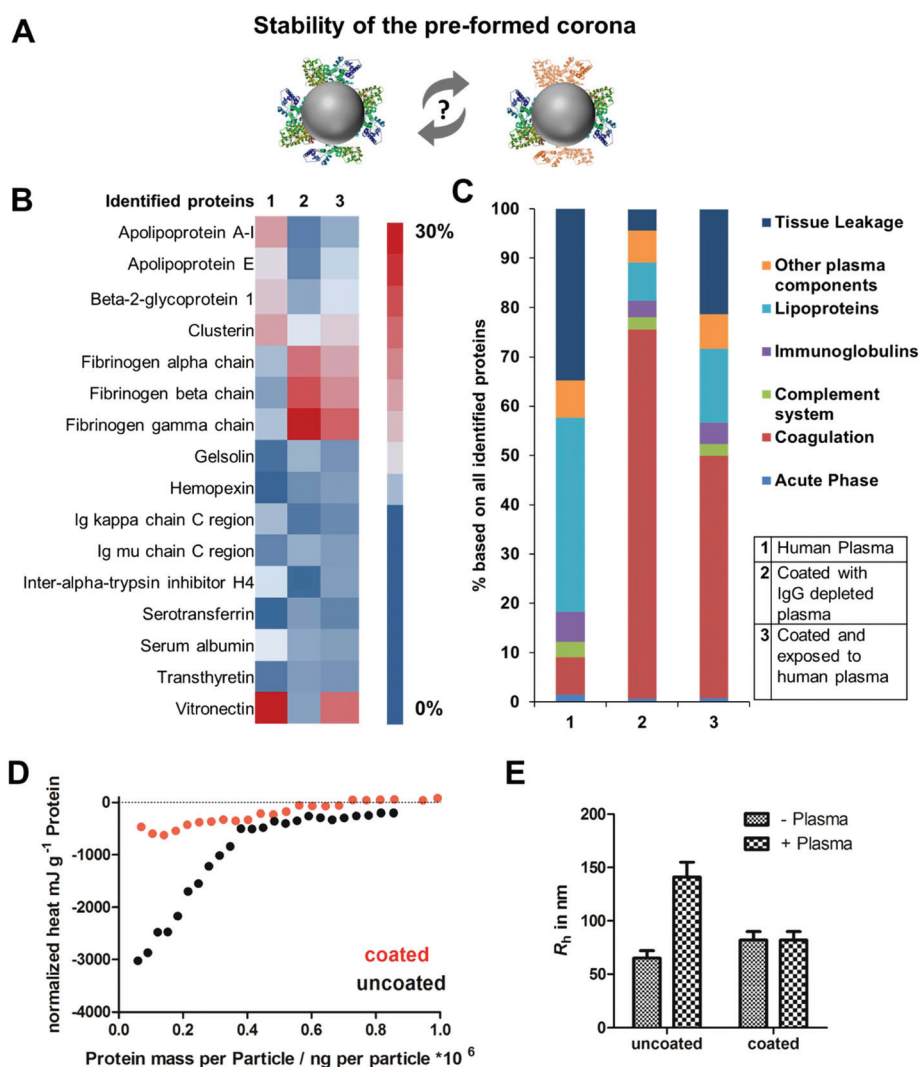 A
Stability of the pre-formed corona
?
B
Identified proteins 1 2 3
Apolipoprotein A-I
Apolipoprotein E
Beta-2-glycoprotein 1
Clusterin
Fibrinogen alpha chain
Fibrinogen beta chain
Fibrinogen gamma chain
Gelsolin
Hemopexin
Ig kappa chain C region
Ig mu chain C region
Inter-alpha-trypsin inhibitor H4
Serotransferrin
Serum albumin
Transthyretin
Vitronectin
30%
0%
C
% based on all identified proteins
100
90
80
70
60
50
40
30
20
10
0
1 2 3
Tissue Leakage
Other plasma
components
Lipoproteins
Immunoglobulins
Complement
system
Coagulation
Acute Phase
1 Human Plasma
2 Coated with
IgG depleted
plasma
3 Coated and
exposed to
human plasma
D
normalized heat mJ g⁻¹ Protein
0
-1000
-2000
-3000
-4000
coated
uncoated
0.0 0.2 0.4 0.6 0.8 1.0
Protein mass per Particle / ng per particle *10 ⁶
E
Rh in nm
200
150
100
50
0
- Plasma
+ Plasma
uncoated coated